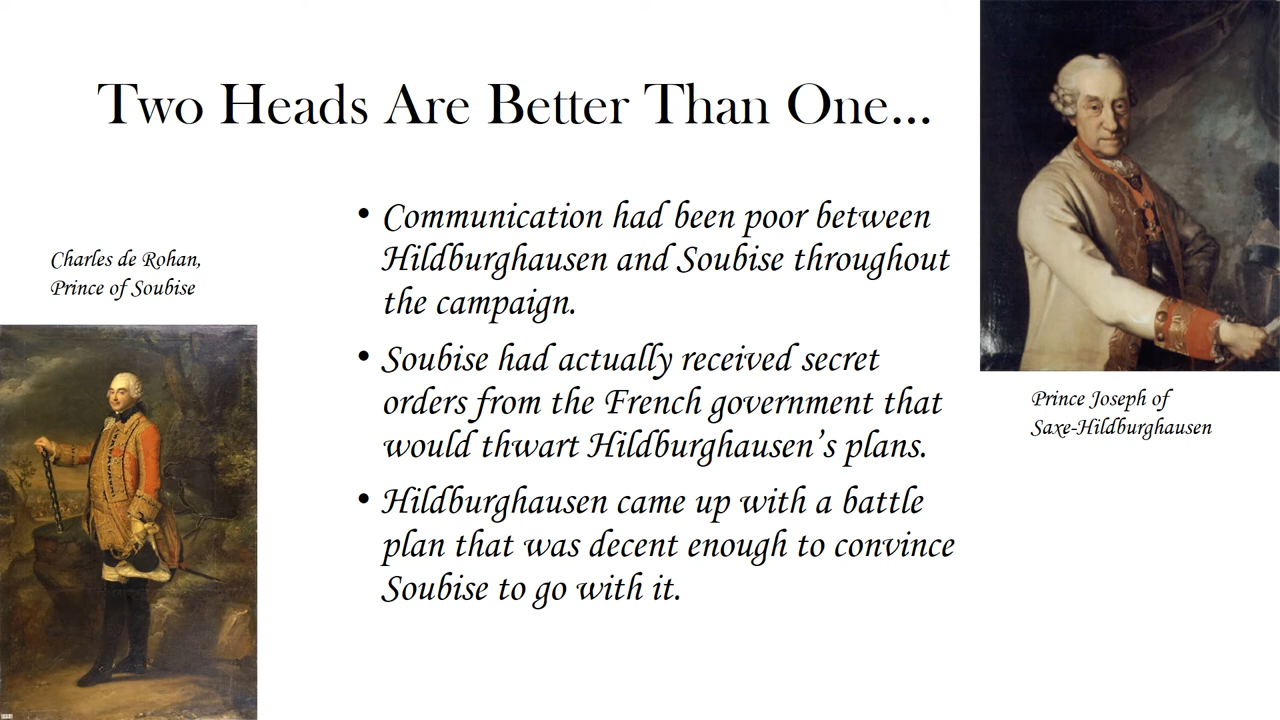 Two Heads Are Better Than One...
Charles de Rohan,
Prince of Soubise
• Communication had been poor between
Hildburghausen and Soubise throughout
the campaign.
• Soubise had actually received secret
orders from the French government that
would thwart Hildburghausen’s plans.
• Hildburghausen came up with a battle
plan that was decent enough to convince
Soubise to go with it.
Prince Joseph of
Saxe-Hildburghausen